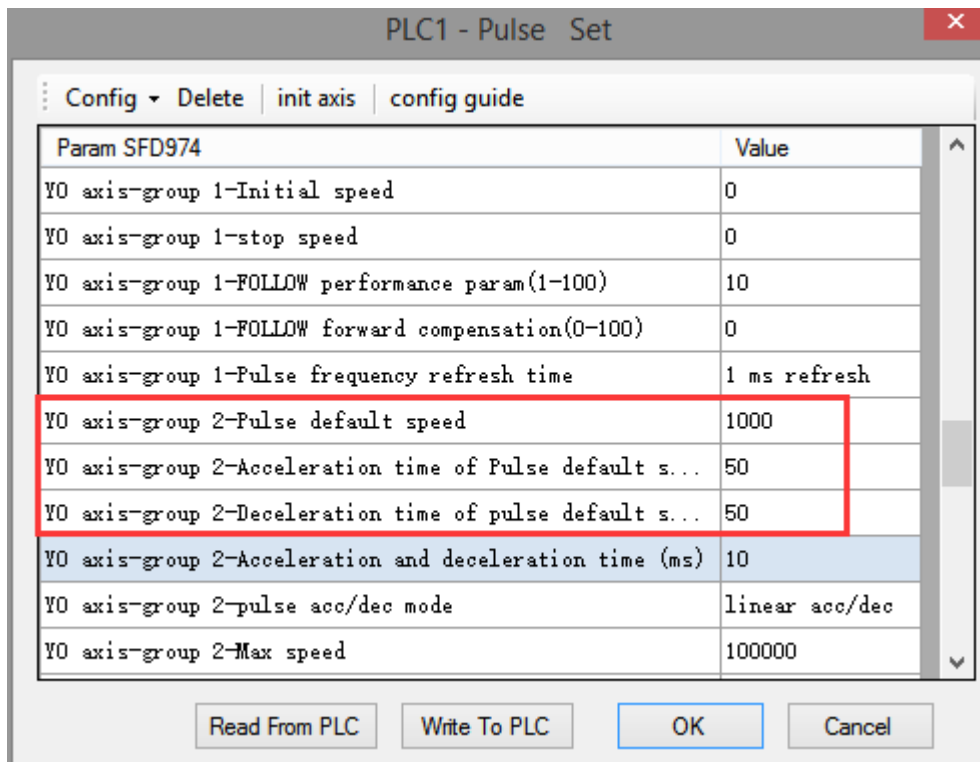 PLC1 - Pulse Set
Config Delete init axis config guide
Param SFD974 Value
Y0 axis-group 1-Initial speed 0
Y0 axis-group 1-stop speed 0
Y0 axis-group 1-FOLLOW performance param(1-100) 10
Y0 axis-group 1-FOLLOW forward compensation(0-100) 0
Y0 axis-group 1-Pulse frequency refresh time 1 ms refresh
Y0 axis-group 2-Pulse default speed 1000
Y0 axis-group 2-Acceleration time of Pulse default s... 50
Y0 axis-group 2-Deceleration time of pulse default s... 50
Y0 axis-group 2-Acceleration and deceleration time (ms) 10
Y0 axis-group 2-pulse acc/dec mode linear acc/dec
Y0 axis-group 2-Max speed 100000
Read From PLC Write To PLC OK Cancel